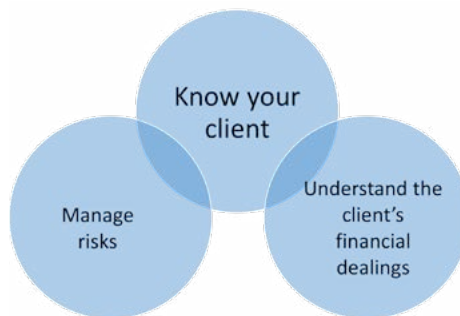 Know your
client
Manage
risks
Understand the
client's
financial
dealings